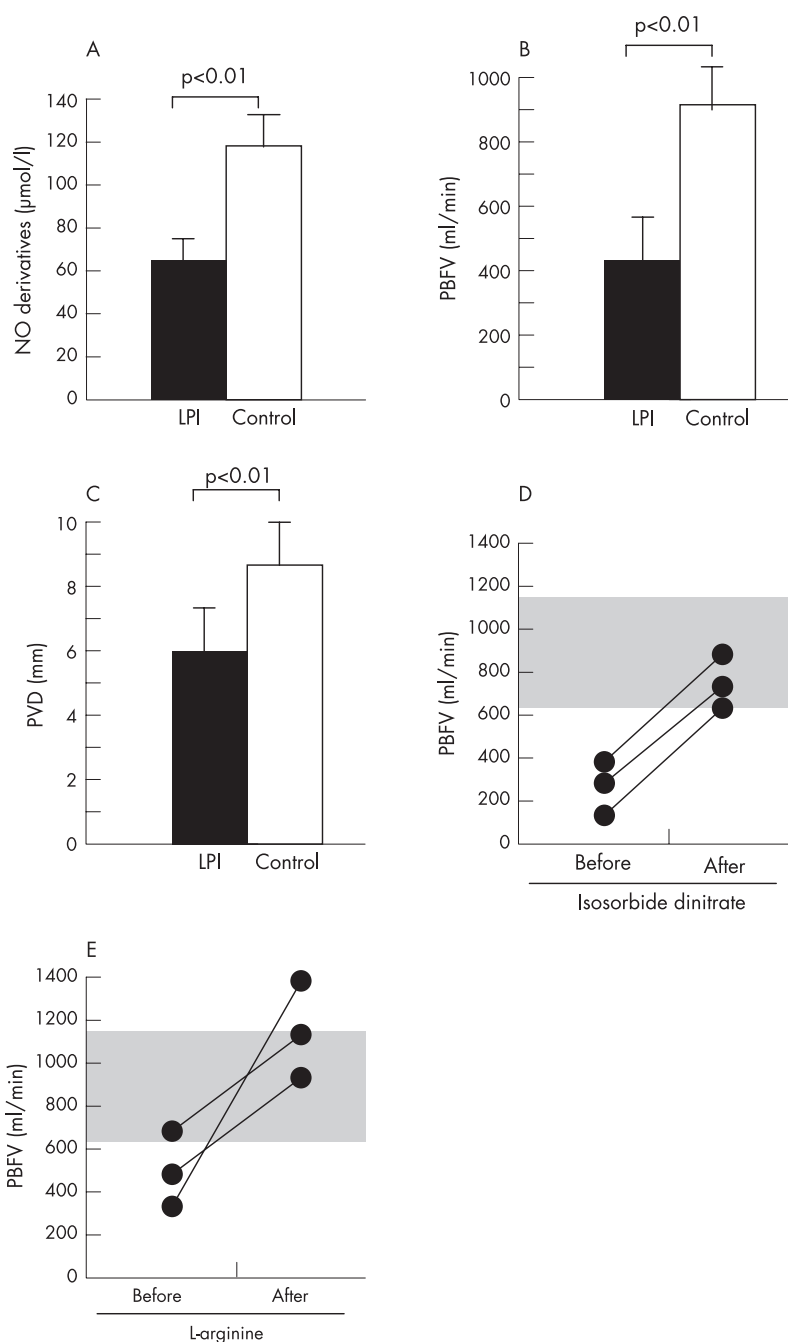 A
p<0.01
NO derivatives (µmol/l)
140
120
100
80
60
40
20
0
LPI Control
B
p<0.01
PBFV (ml/min)
1000
800
600
400
200
0
LPI Control
C
p<0.01
PVD (mm)
10
8
6
4
2
0
LPI Control
D
PBFV (ml/min)
1400
1200
1000
800
600
400
200
0
Before After
Isosorbide dinitrate
E
PBFV (ml/min)
1400
1200
1000
800
600
400
200
0
Before After
L-arginine